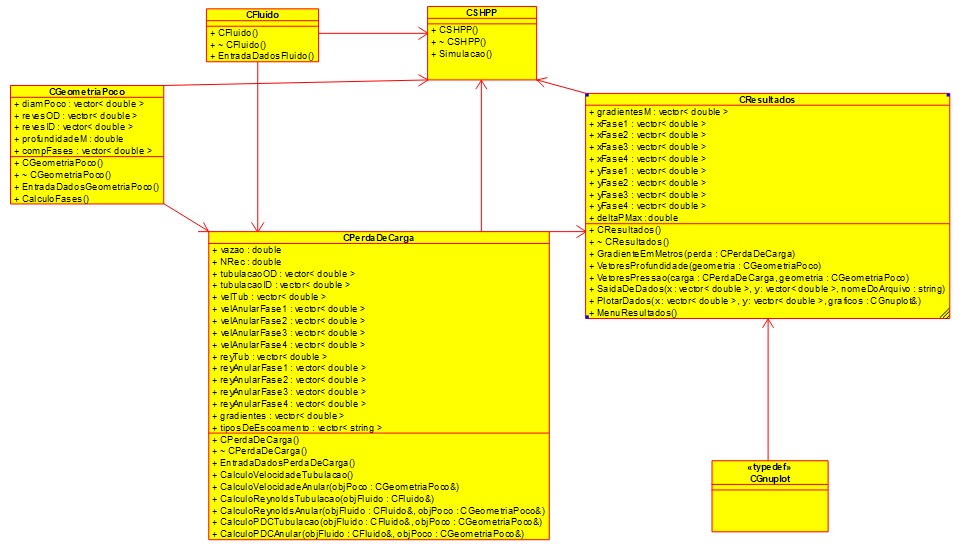 CFluido
+ CFluido()
+ ~ CFluido()
+ EntradaDadosFluido()
CSHPP
+ CSHPP()
+ ~ CSHPP()
+ Simulacao()
CGeometriaPoco
+ diamPoco : vector< double >
+ revesOD : vector< double >
+ revesID : vector< double >
+ profundidadeM : double
+ compFases : vector< double >
+ CGeometriaPoco()
+ ~ CGeometriaPoco()
+ EntradaDadosGeometriaPoco()
+ CalculoFases()
CResultados
+ gradientesM : vector< double >
+ xFase1 : vector< double >
+ xFase2 : vector< double >
+ xFase3 : vector< double >
+ xFase4 : vector< double >
+ yFase1 : vector< double >
+ yFase2 : vector< double >
+ yFase3 : vector< double >
+ yFase4 : vector< double >
+ deltaPMax : double
+ CResultados()
+ ~ CResultados()
+ GradienteEmMetros(perda : CPerdaDeCarga)
+ VetoresProfundidade(geometria : CGeometriaPoco)
+ VetoresPressao(carga : CPerdaDeCarga, geometria : CGeometriaPoco)
+ SaidaDeDados(x : vector< double >, y: vector< double >, nomeDoArquivo : string)
+ PlotarDados(x : vector< double >, y: vector< double >, graficos : CGnuplot&)
+ MenuResultados()
CPerdaDeCarga
+ vazao : double
+ NRec : double
+ tubulacaoOD : vector< double >
+ tubulacaoID : vector< double >
+ velTub : vector< double >
+ velAnularFase1 : vector< double >
+ velAnularFase2 : vector< double >
+ velAnularFase3 : vector< double >
+ velAnularFase4 : vector< double >
+ reyTub : vector< double >
+ reyAnularFase1 : vector< double >
+ reyAnularFase2 : vector< double >
+ reyAnularFase3 : vector< double >
+ reyAnularFase4 : vector< double >
+ gradientes : vector< double >
+ tiposDeEscoamento : vector< string >
+ CPerdaDeCarga()
+ ~ CPerdaDeCarga()
+ EntradaDadosPerdaDeCarga()
+ CalculoVelocidadeTubulacao()
+ CalculoVelocidadeAnular(objPoco : CGeometriaPoco&)
+ CalculoReynoldsTubulacao(objFluido : CFluido&)
+ CalculoReynoldsAnular(objFluido : CFluido&, objPoco : CGeometriaPoco&)
+ CalculoPDCTubulacao(objFluido : CFluido&, objPoco : CGeometriaPoco&)
+ CalculoPDCAnular(objFluido : CFluido&, objPoco : CGeometriaPoco&)
«typedef»
CGnuplot